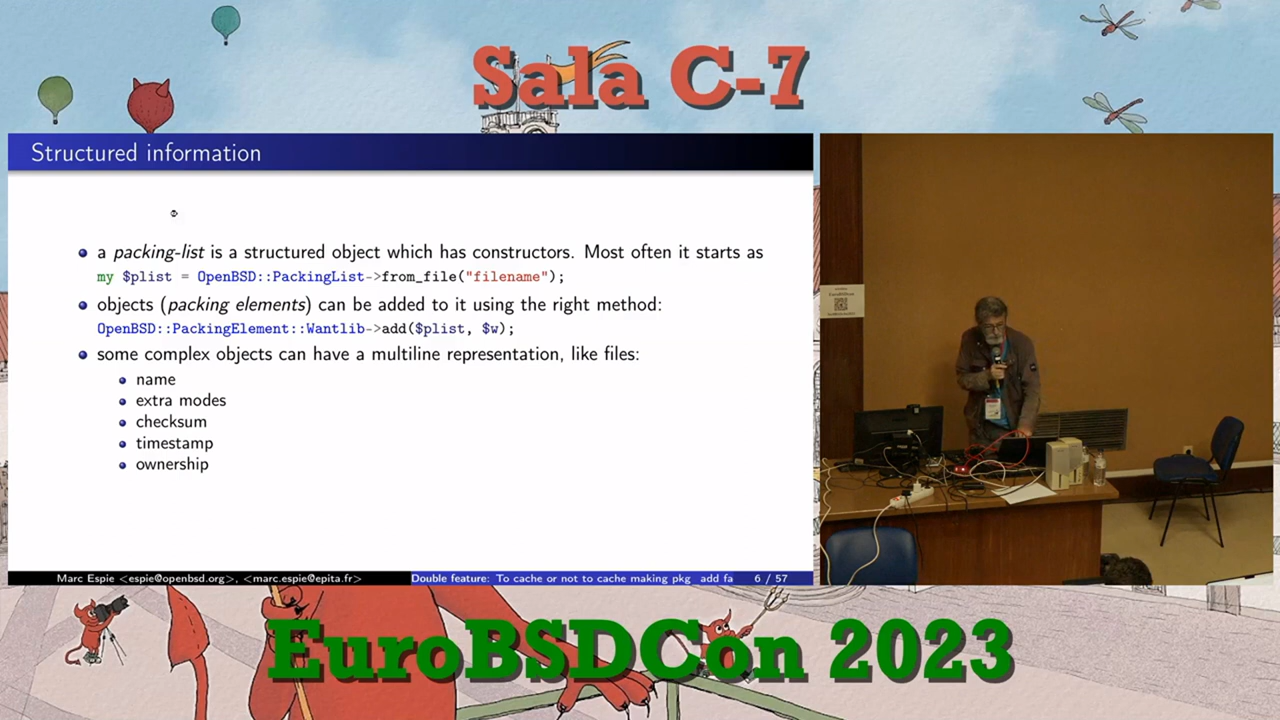 Sala C-7
Structured information
a packing-list is a structured object which has constructors. Most often it starts as
my $plist = OpenBSD::PackingList->from_file("filename");
objects (packing elements) can be added to it using the right method:
OpenBSD::PackingElement::Wantlib->add($plist, $w);
some complex objects can have a multiline representation, like files:
name
extra modes
checksum
timestamp
ownership
Marc Espie <espie@openbsd.org>, <marc.espie@epita.fr>
Double feature: To cache or not to cache making pkg_add fa
6 / 57
EuroBSDCon 2023